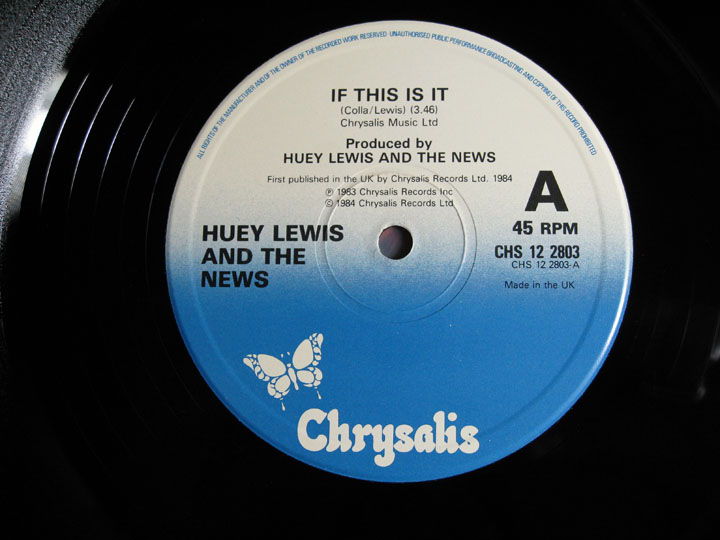 ALL RIGHTS OF THE MANUFACTURER AND OF THE OWNER OF THE RECORDED WORK RESERVED UNAUTHORISED PUBLIC PERFORMANCE BROADCASTING AND COPYING OF THIS RECORD PROHIBITED
IF THIS IS IT
(Colla/Lewis) (3.46)
Chrysalis Music Ltd
Produced by
HUEY LEWIS AND THE NEWS
First published in the UK by Chrysalis Records Ltd. 1984
℗ 1983 Chrysalis Records Inc
© 1984 Chrysalis Records Ltd
A
45 RPM
CHS 12 2803
CHS 12 2803-A
Made in the UK
HUEY LEWIS
AND THE
NEWS
Chrysalis